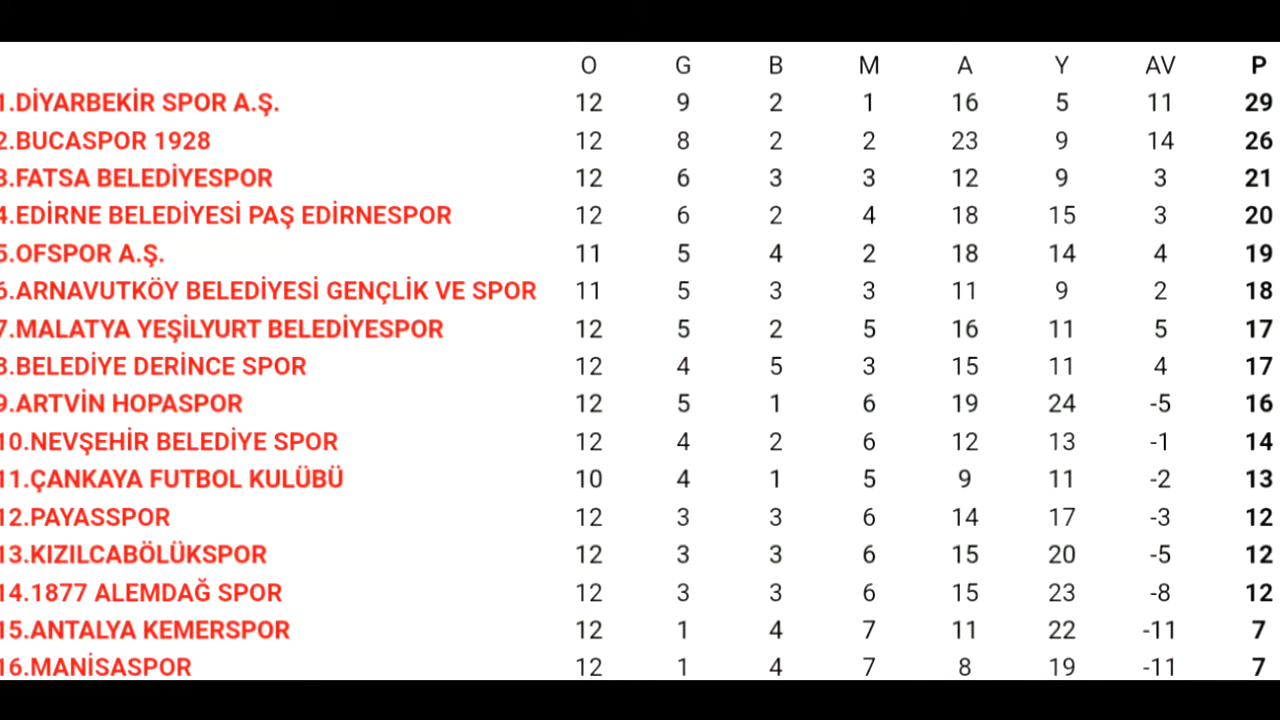 O G B M A Y AV P
1.DİYARBEKİR SPOR A.Ş. 12 9 2 1 16 5 11 29
2.BUCASPOR 1928 12 8 2 2 23 9 14 26
3.FATSA BELEDİYESPOR 12 6 3 3 12 9 3 21
4.EDİRNE BELEDİYESİ PAŞ EDİRNESPOR 12 6 2 4 18 15 3 20
5.OFSPOR A.Ş. 11 5 4 2 18 14 4 19
6.ARNAVUTKÖY BELEDİYESİ GENÇLİK VE SPOR 11 5 3 3 11 9 2 18
7.MALATYA YEŞİLYURT BELEDİYESPOR 12 5 2 5 16 11 5 17
8.BELEDİYE DERİNCE SPOR 12 4 5 3 15 11 4 17
9.ARTVİN HOPASPOR 12 5 1 6 19 24 -5 16
10.NEVŞEHİR BELEDİYE SPOR 12 4 2 6 12 13 -1 14
11.ÇANKAYA FUTBOL KULÜBÜ 10 4 1 5 9 11 -2 13
12.PAYASSPOR 12 3 3 6 14 17 -3 12
13.KIZILCABÖLÜKSPOR 12 3 3 6 15 20 -5 12
14.1877 ALEMDAĞ SPOR 12 3 3 6 15 23 -8 12
15.ANTALYA KEMERSPOR 12 1 4 7 11 22 -11 7
16.MANİSASPOR 12 1 4 7 8 19 -11 7